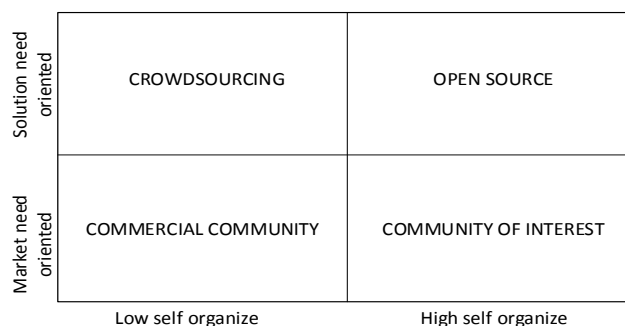 Solution need
oriented
CROWDSOURCING
OPEN SOURCE
Market need
oriented
COMMERCIAL COMMUNITY
COMMUNITY OF INTEREST
Low self organize
High self organize